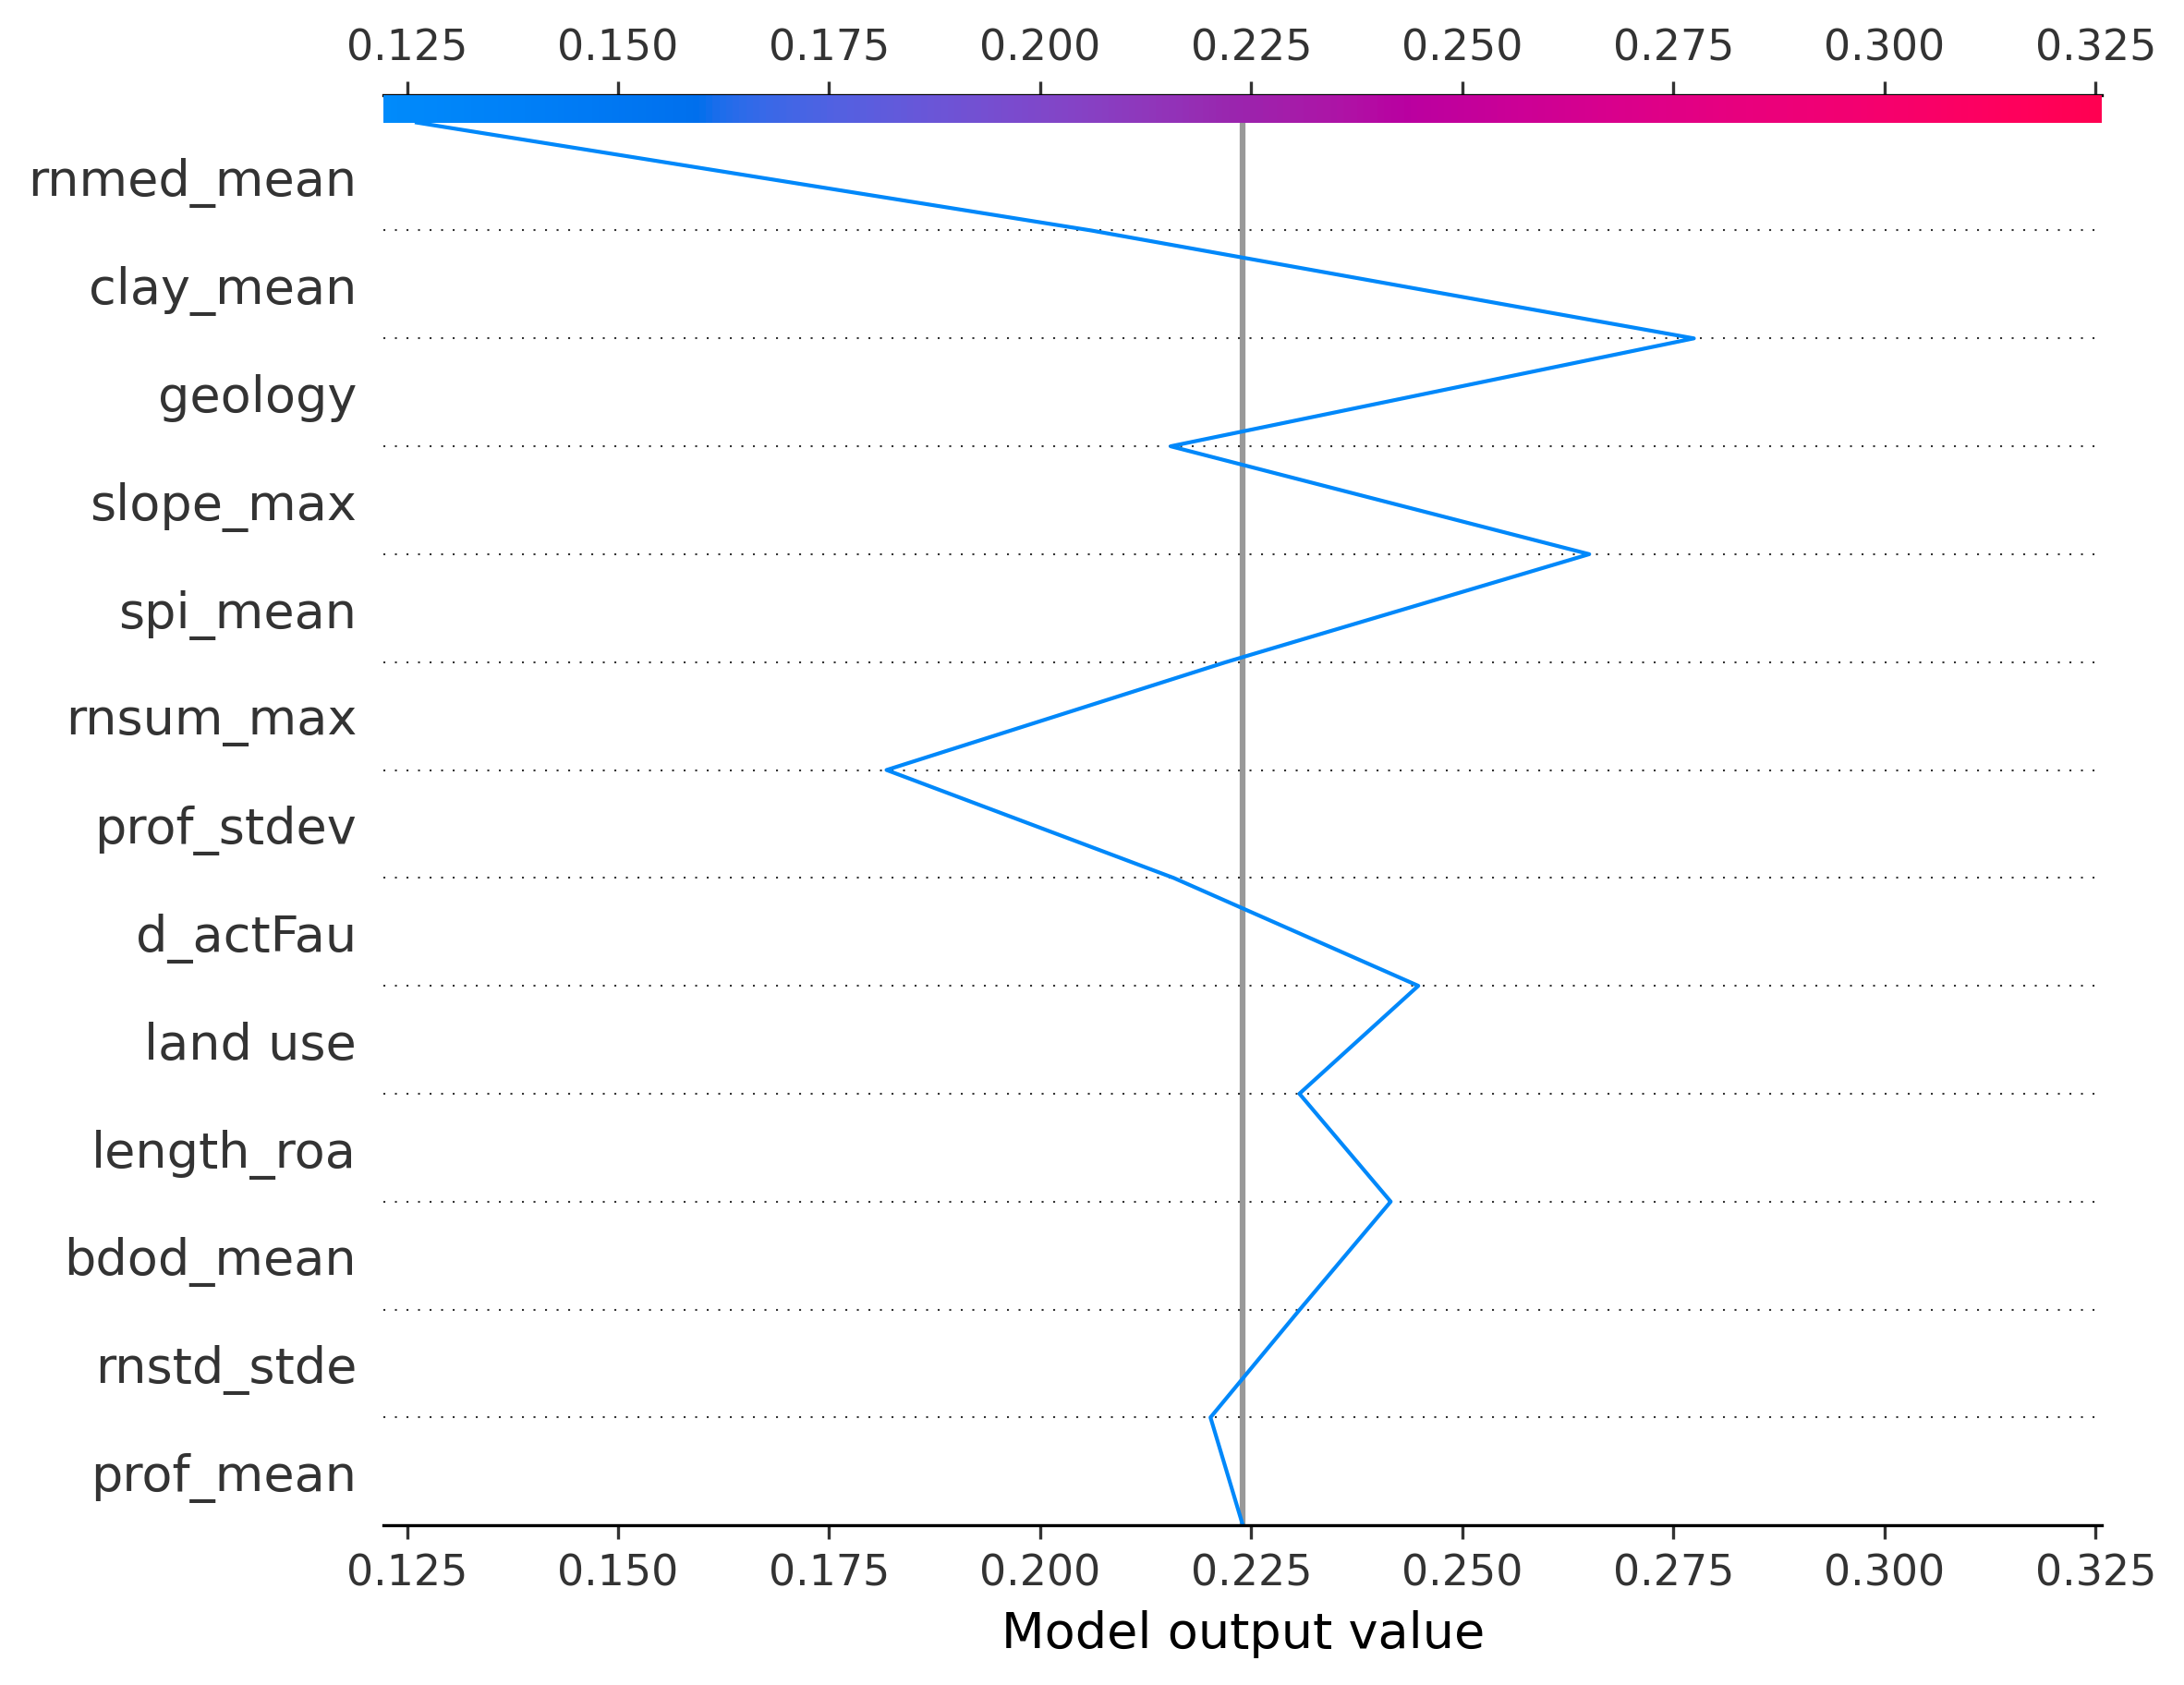 0.125 0.150 0.175 0.200 0.225 0.250 0.275 0.300 0.325
rnmed_mean
clay_mean
geology
slope_max
spi_mean
rnsum_max
prof_stdev
d_actFau
land use
length_roa
bdod_mean
rnstd_stde
prof_mean
0.125 0.150 0.175 0.200 0.225 0.250 0.275 0.300 0.325
Model output value